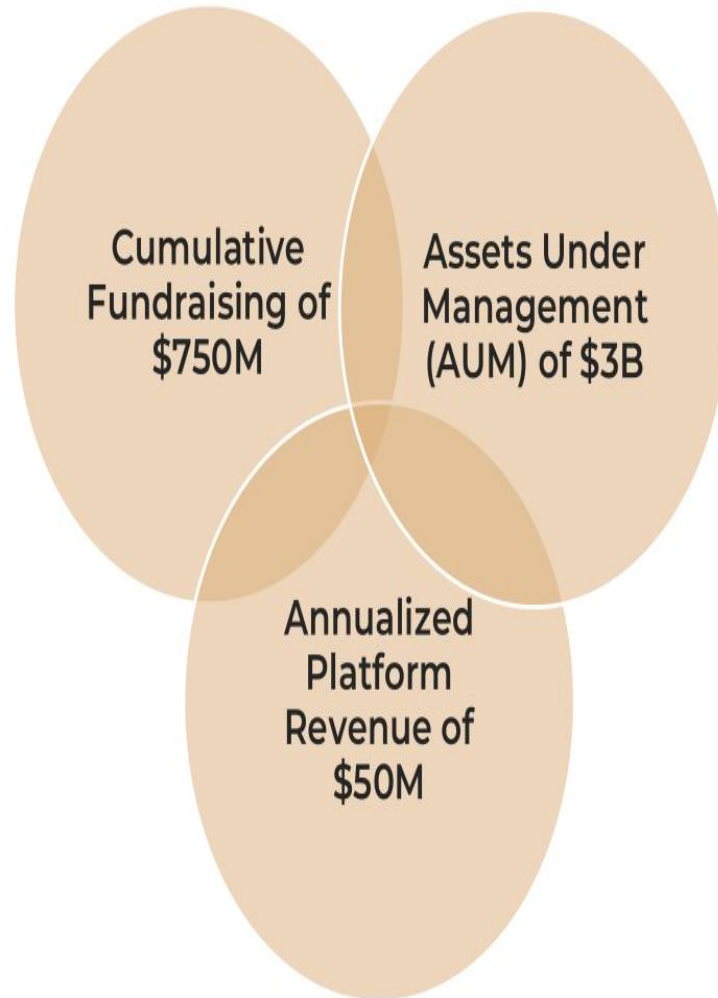 Cumulative
Fundraising of
$750M
Assets Under
Management
(AUM) of $3B
Annualized
Platform
Revenue of
$50M